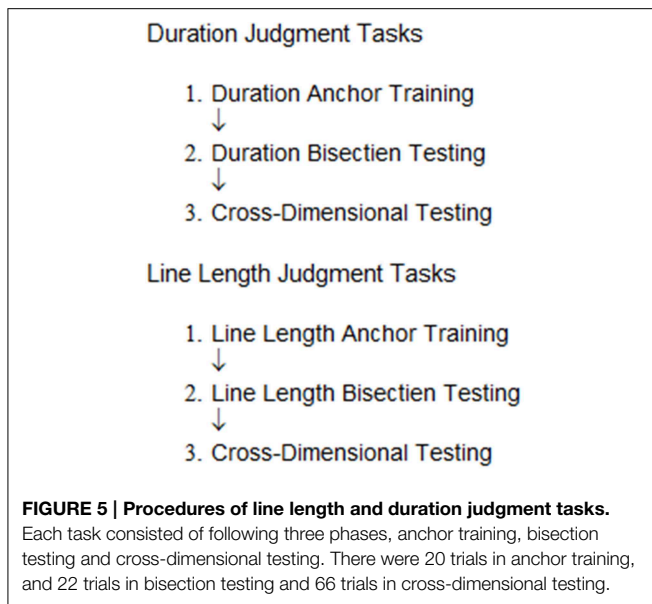 Duration Judgment Tasks
1. Duration Anchor Training
↓
2. Duration Bisectien Testing
↓
3. Cross-Dimensional Testing
Line Length Judgment Tasks
1. Line Length Anchor Training
↓
2. Line Length Bisectien Testing
↓
3. Cross-Dimensional Testing
FIGURE 5 | Procedures of line length and duration judgment tasks.
Each task consisted of following three phases, anchor training, bisection
testing and cross-dimensional testing. There were 20 trials in anchor training,
and 22 trials in bisection testing and 66 trials in cross-dimensional testing.